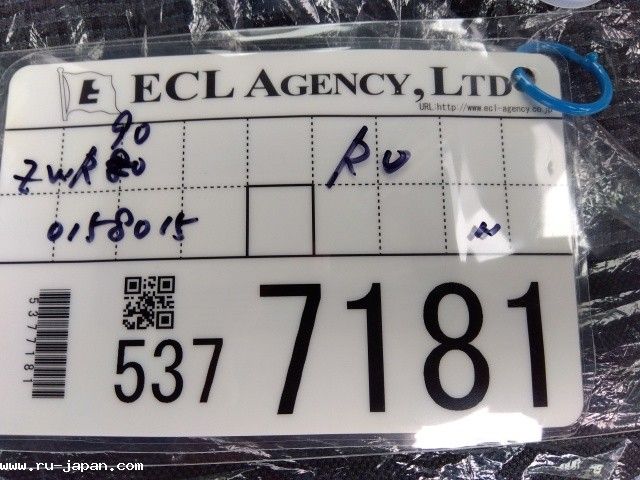 E ECL AGENCY, LTD
URL:http://www.ecl-agency.co.jp
90
ZWR80 RU
0158015 N
5377181
537 7181
www.ru-japan.com